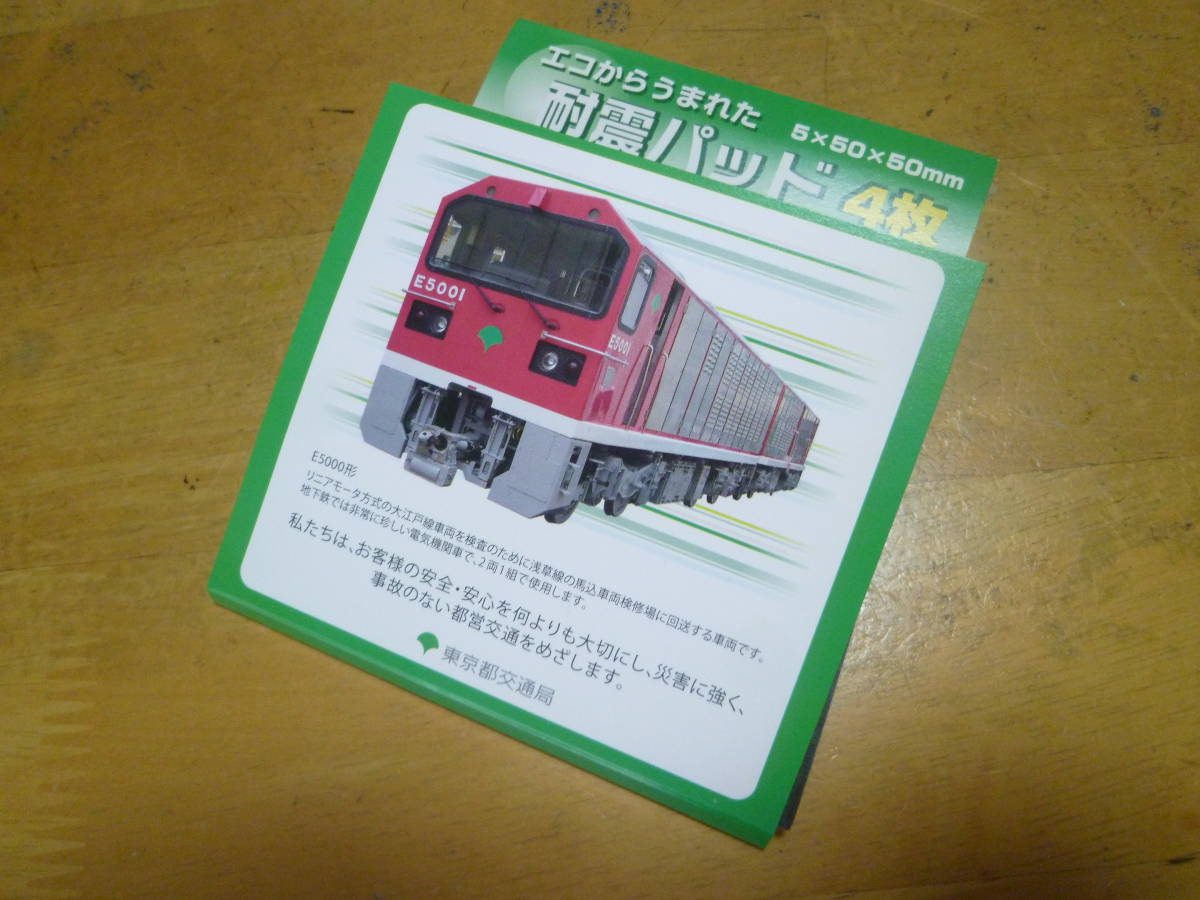 エコからうまれた
耐震パッド
5×50×50mm
4枚
E5001
E5001
E5000形
リニアモータ方式の大江戸線車両を検査のために浅草線の馬込車両検修場に回送する車両です。
地下鉄では非常に珍しい電気機関車で、2両1組で使用します。
私たちは、お客様の安全・安心を何よりも大切にし、災害に強く、
事故のない都営交通をめざします。
東京都交通局